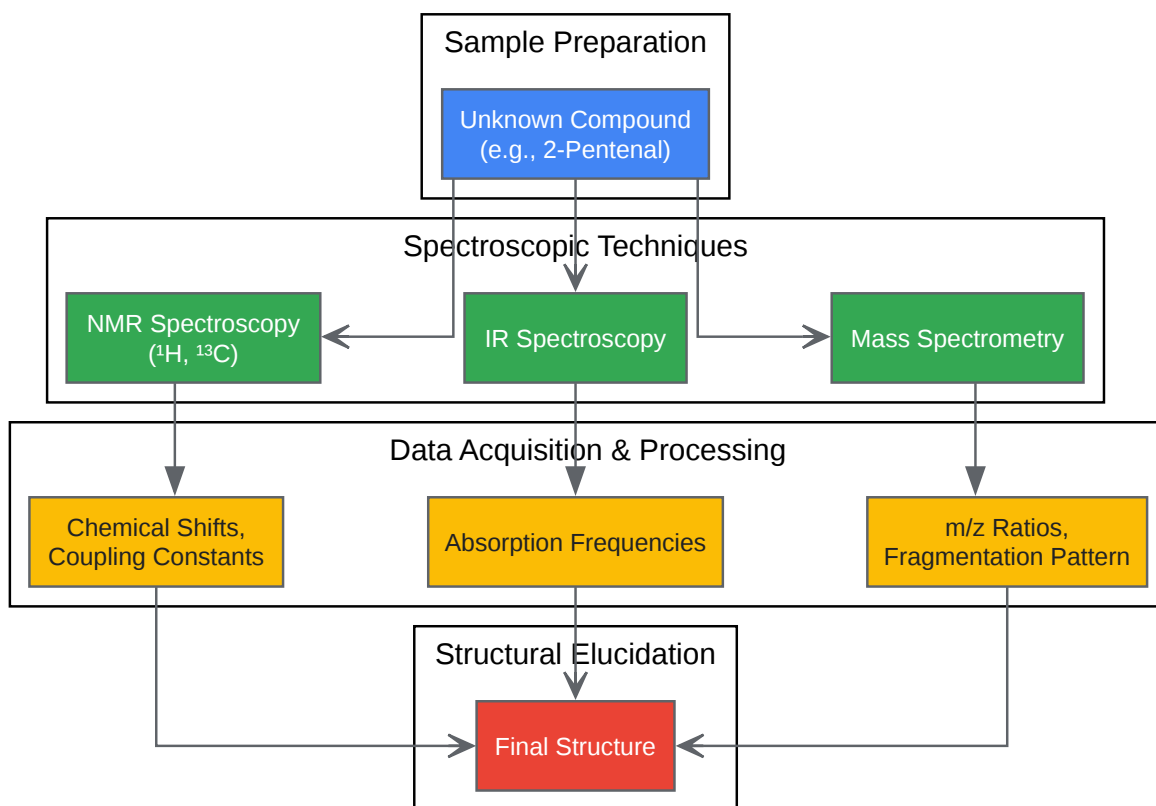 Sample Preparation
Unknown Compound
(e.g., 2-Pentenal)
Spectroscopic Techniques
NMR Spectroscopy
(¹H, ¹³C)
IR Spectroscopy
Mass Spectrometry
Data Acquisition & Processing
Chemical Shifts,
Coupling Constants
Absorption Frequencies
m/z Ratios,
Fragmentation Pattern
Structural Elucidation
Final Structure